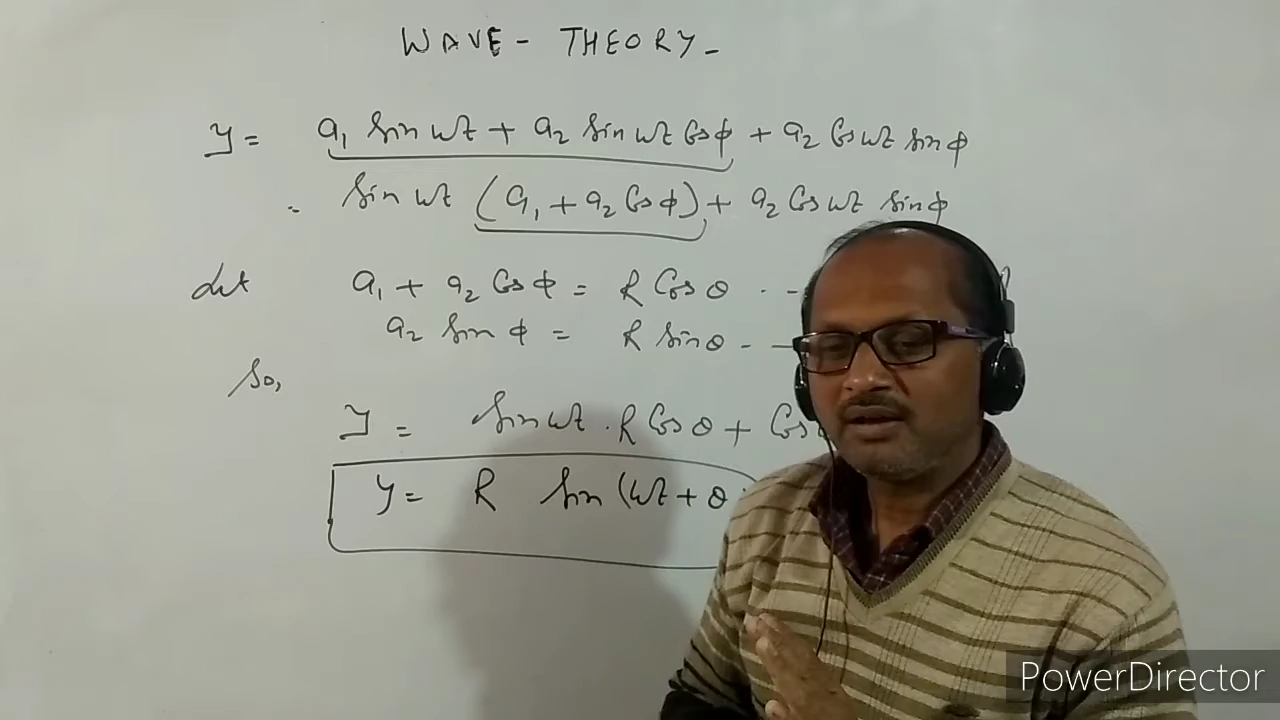 WAVE - THEORY -
y = a₁ sin ωt + a₂ sin ωt Cos φ + a₂ Cos ωt sin φ
= sin ωt (a₁ + a₂ Cos φ) + a₂ Cos ωt sin φ
Let a₁ + a₂ Cos φ = R Cos θ . -
a₂ sin φ = R sin θ - -
So,
y = sin ωt . R Cos θ + Cos
y = R sin (ωt + θ
PowerDirector